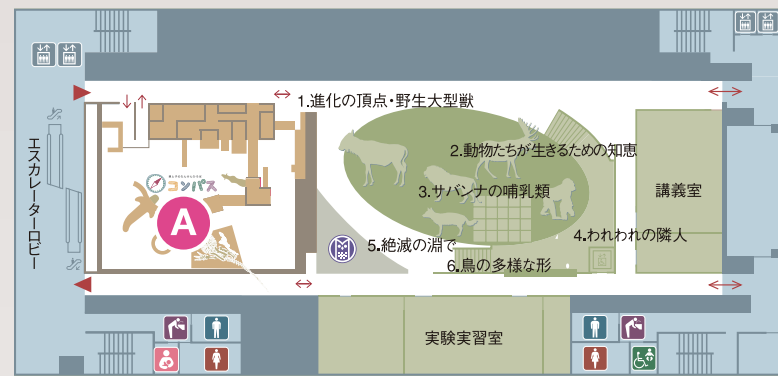 1.進化の頂点・野生大型獣
2.動物たちが生きるための知恵
3.サバンナの哺乳類
講義室
エスカレーターロビー
コンパス
A
4.われわれの隣人
5.絶滅の淵で
6.鳥の多様な形
実験実習室